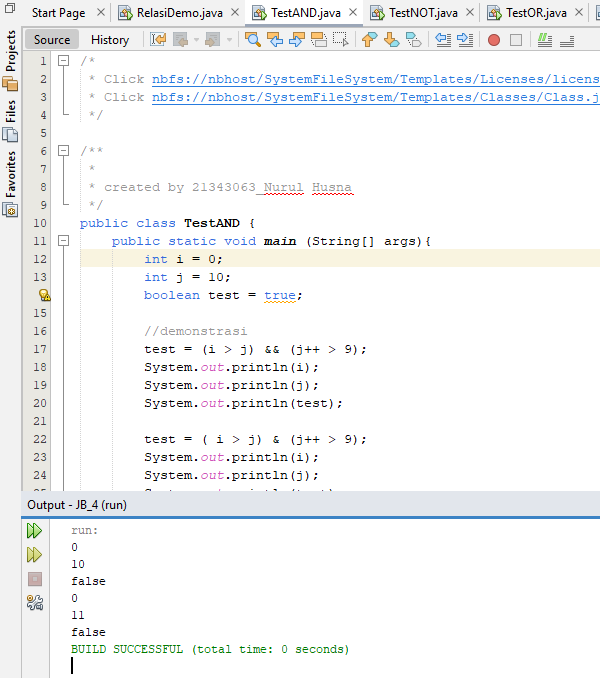 Start Page RelasiDemo.java TestAND.java TestNOT.java TestOR.java
Source History
Projects
Files
Favorites
1 /*
2 * Click nbfs://nbhost/SystemFileSystem/Templates/Licenses/licens
3 * Click nbfs://nbhost/SystemFileSystem/Templates/Classes/Class.j
4 */
5
6 /**
7 *
8 * created by 21343063_Nurul Husna
9 */
10 public class TestAND {
11 public static void main (String[] args){
12 int i = 0;
13 int j = 10;
boolean test = true;
15
16 //demonstrasi
17 test = (i > j) && (j++ > 9);
18 System.out.println(i);
19 System.out.println(j);
20 System.out.println(test);
21
22 test = ( i > j) & (j++ > 9);
23 System.out.println(i);
24 System.out.println(j);
Output - JB_4 (run)
run:
0
10
false
0
11
false
BUILD SUCCESSFUL (total time: 0 seconds)